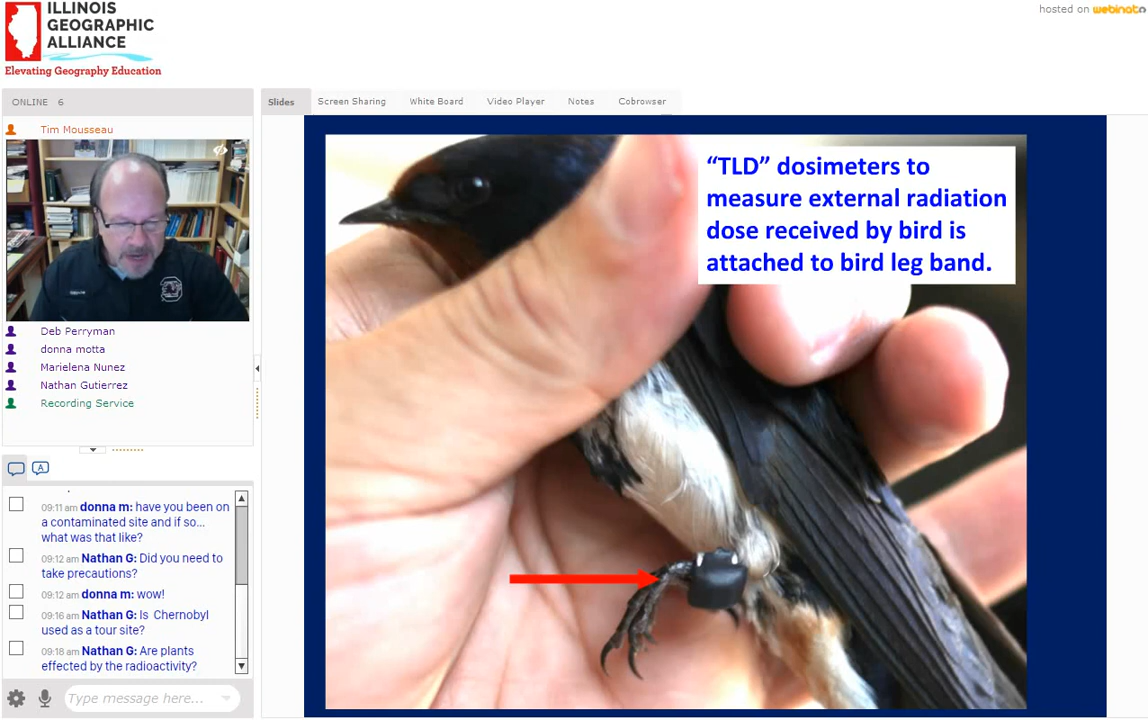 ILLINOIS
GEOGRAPHIC
ALLIANCE
Elevating Geography Education
hosted on webinato
ONLINE 6
Tim Mousseau
Deb Perryman
donna motta
Marielena Nunez
Nathan Gutierrez
Recording Service
09:11 am donna m: have you been on
a contaminated site and if so...
what was that like?
09:12 am Nathan G: Did you need to
take precautions?
09:12 am donna m: wow!
09:16 am Nathan G: Is Chernobyl
used as a tour site?
09:18 am Nathan G: Are plants
effected by the radioactivity?
Type message here...
Slides Screen Sharing White Board Video Player Notes Cobrowser
“TLD” dosimeters to
measure external radiation
dose received by bird is
attached to bird leg band.